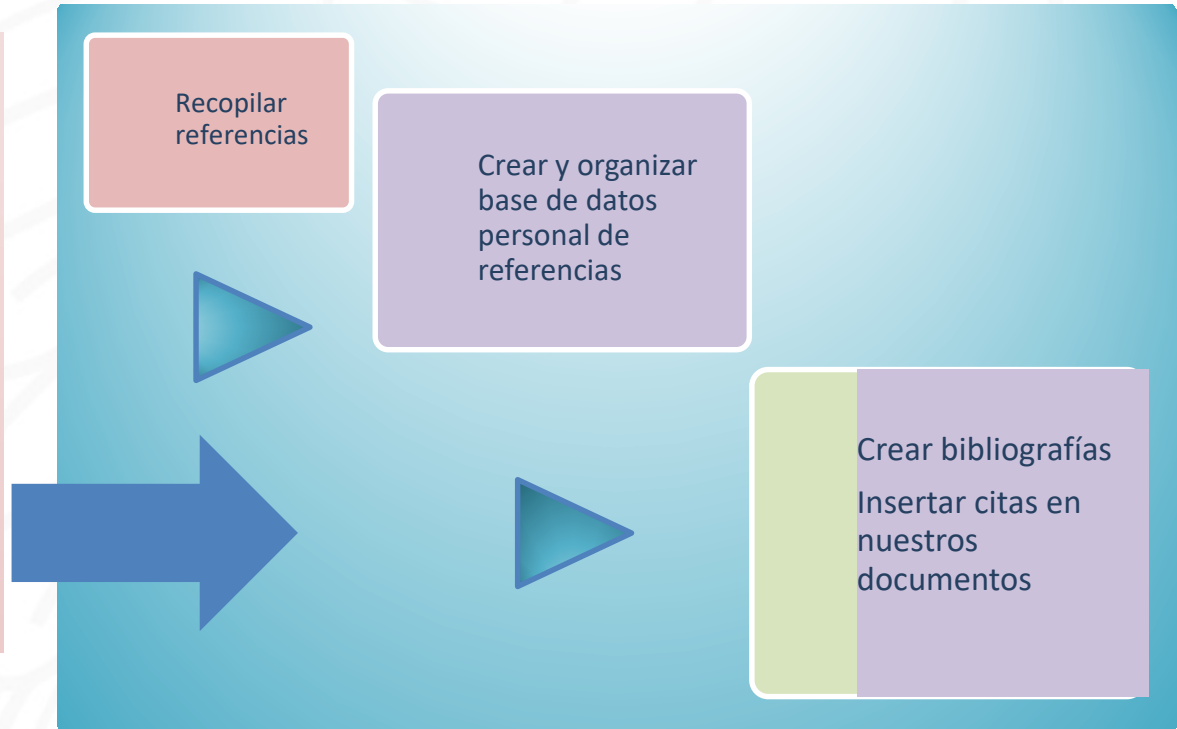 Recopilar
referencias
Crear y organizar
base de datos
personal de
referencias
Crear bibliografías
Insertar citas en
nuestros
documentos